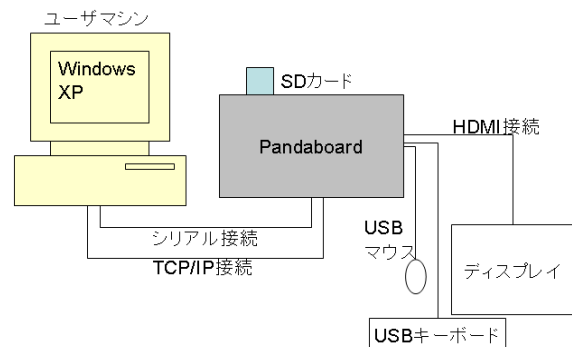 ユーザマシン
Windows
XP
SDカード
Pandaboard
HDMI接続
シリアル接続
TCP/IP接続
USB
マウス
ディスプレイ
USBキーボード